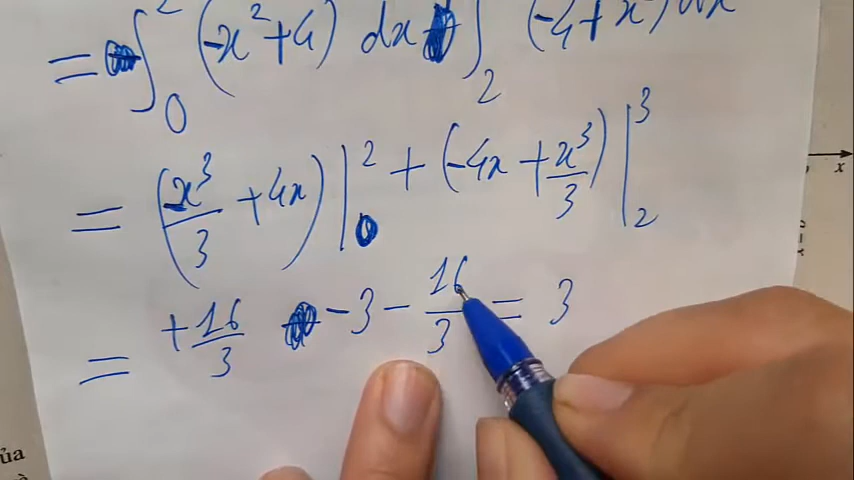 = ∫₀² (-x²+4) dx ∫₂ (-4+x²) dx
= (-x³/3 + 4x) |₀² + (-4x + x³/3) |₂³
= +16/3 -3 - 16/3 = 3
x
ủa